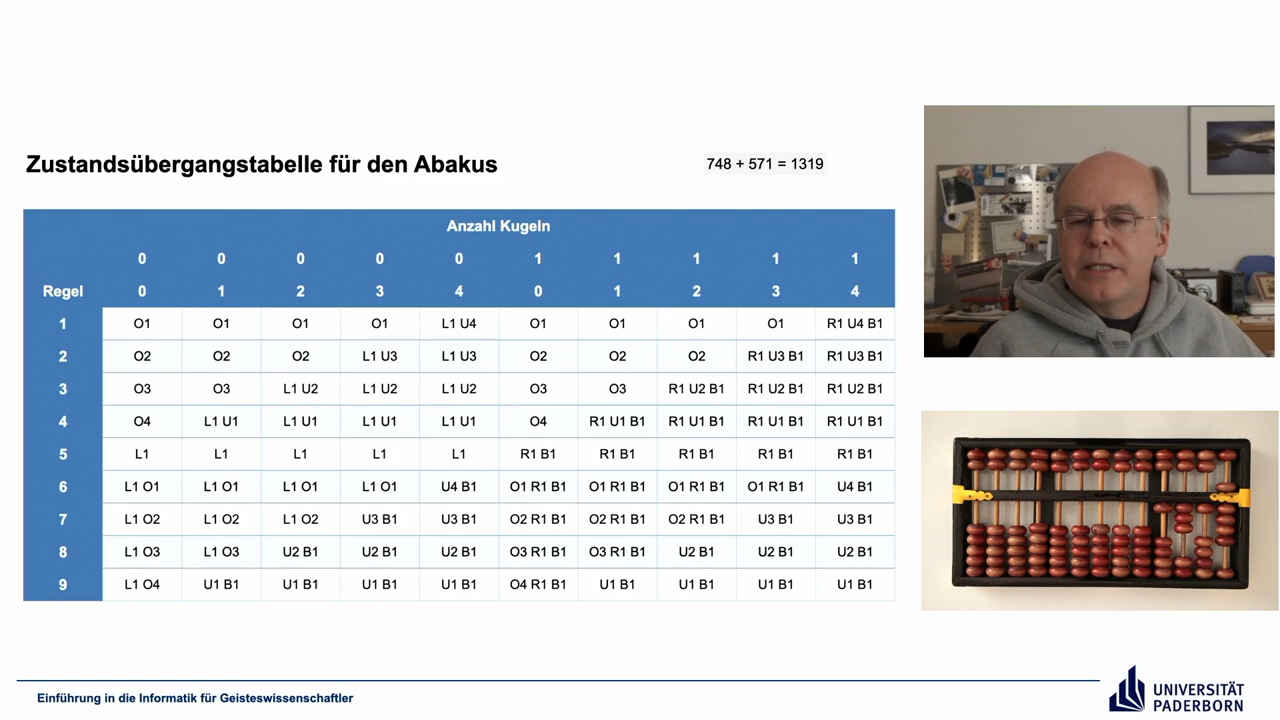 Zustandsübergangstabelle für den Abakus
748 + 571 = 1319
Anzahl Kugeln
0 0 0 0 0 1 1 1 1 1
Regel 0 1 2 3 4 0 1 2 3 4
1 O1 O1 O1 O1 L1 U4 O1 O1 O1 O1 R1 U4 B1
2 O2 O2 O2 L1 U3 L1 U3 O2 O2 O2 R1 U3 B1 R1 U3 B1
3 O3 O3 L1 U2 L1 U2 L1 U2 O3 O3 R1 U2 B1 R1 U2 B1 R1 U2 B1
4 O4 L1 U1 L1 U1 L1 U1 L1 U1 O4 R1 U1 B1 R1 U1 B1 R1 U1 B1 R1 U1 B1
5 L1 L1 L1 L1 L1 R1 B1 R1 B1 R1 B1 R1 B1 R1 B1
6 L1 O1 L1 O1 L1 O1 L1 O1 U4 B1 O1 R1 B1 O1 R1 B1 O1 R1 B1 O1 R1 B1 U4 B1
7 L1 O2 L1 O2 L1 O2 U3 B1 U3 B1 O2 R1 B1 O2 R1 B1 O2 R1 B1 U3 B1 U3 B1
8 L1 O3 L1 O3 U2 B1 U2 B1 U2 B1 O3 R1 B1 O3 R1 B1 U2 B1 U2 B1 U2 B1
9 L1 O4 U1 B1 U1 B1 U1 B1 U1 B1 O4 R1 B1 U1 B1 U1 B1 U1 B1 U1 B1
Einführung in die Informatik für Geisteswissenschaftler
UNIVERSITÄT
PADERBORN